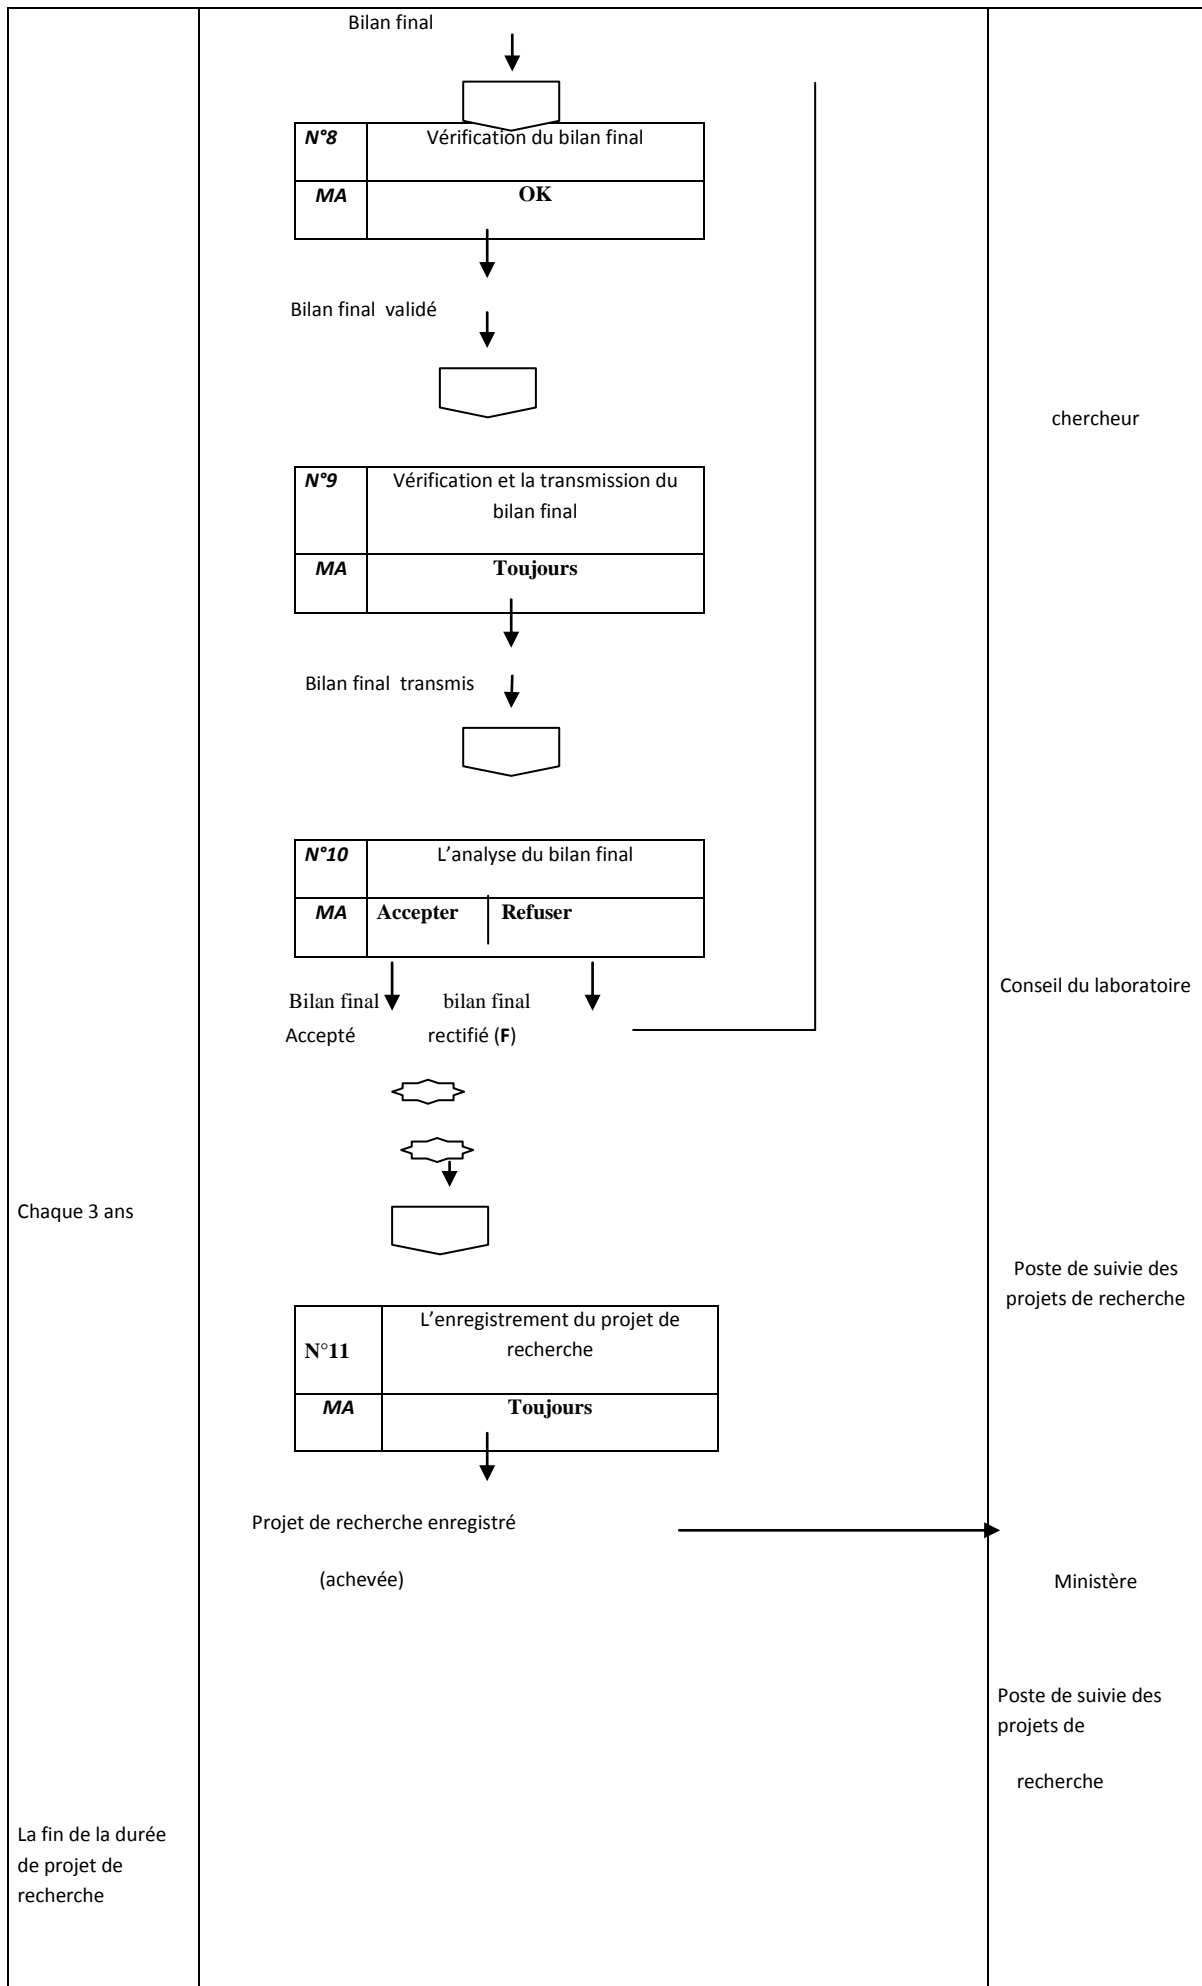 Bilan final
N°8
Vérification du bilan final
MA
OK
Bilan final validé
chercheur
N°9
Vérification et la transmission du
bilan final
MA
Toujours
Bilan final transmis
N°10
L'analyse du bilan final
MA
Accepter
Refuser
Conseil du laboratoire
Bilan final
bilan final
Accepté
rectifié (F)
Chaque 3 ans
Poste de suivie des
projets de recherche
N°11
L'enregistrement du projet de
recherche
MA
Toujours
Projet de recherche enregistré
(achevée)
Ministère
Poste de suivie des
projets de
recherche
La fin de la durée
de projet de
recherche